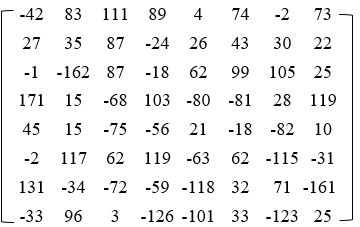 -42 83 111 89 4 74 -2 73
27 35 87 -24 26 43 30 22
-1 -162 87 -18 62 99 105 25
171 15 -68 103 -80 -81 28 119
45 15 -75 -56 21 -18 -82 10
-2 117 62 119 -63 62 -115 -31
131 -34 -72 -59 -118 32 71 -161
-33 96 3 -126 -101 33 -123 25